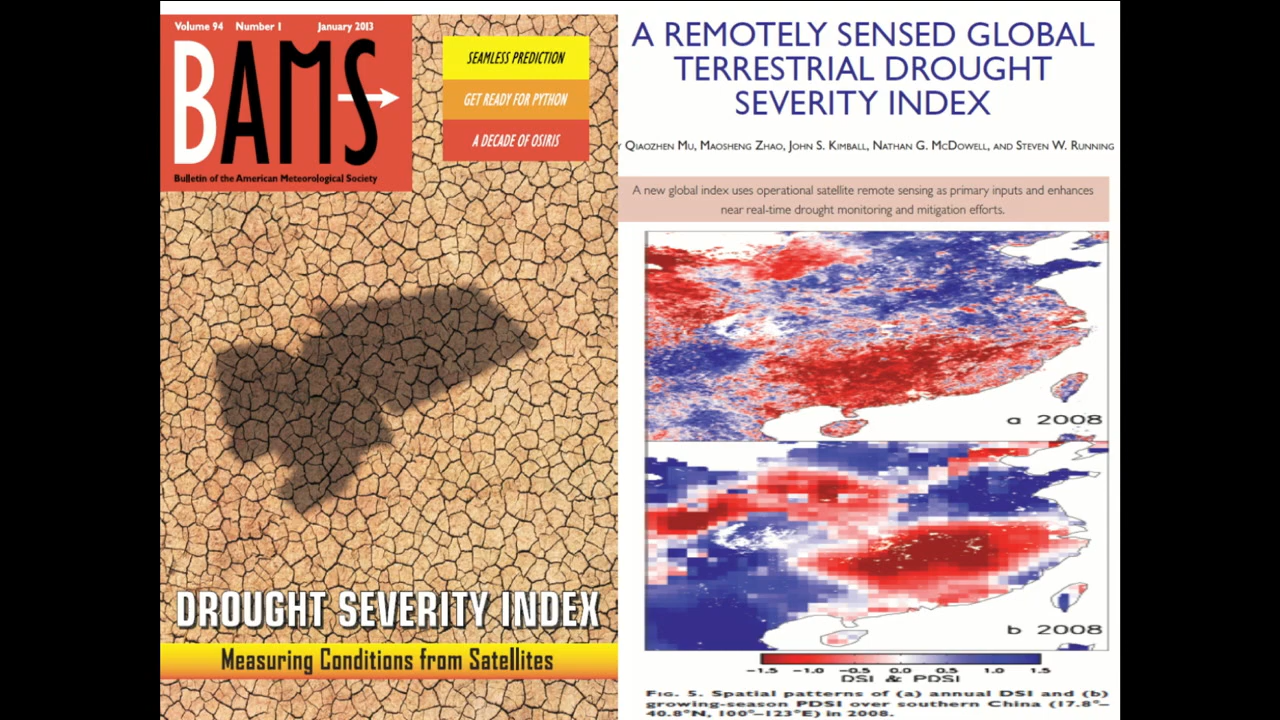 Volume 94 Number 1 January 2013
BAMS
Bulletin of the American Meteorological Society
SEAMLESS PREDICTION
GET READY FOR PYTHON
A DECADE OF OSIRIS
DROUGHT SEVERITY INDEX
Measuring Conditions from Satellites
A REMOTELY SENSED GLOBAL
TERRESTRIAL DROUGHT
SEVERITY INDEX
Qiaozhen Mu, Maosheng Zhao, John S. Kimball, Nathan G. McDowell, and Steven W. Running
A new global index uses operational satellite remote sensing as primary inputs and enhances
near real-time drought monitoring and mitigation efforts.
a 2008
b 2008
-1.5 -1.0 -0.5 0.0 0.5 1.0 1.5
DSI & PDSI
Fig. 5. Spatial patterns of (a) annual DSI and (b)
growing-season PDSI over southern China (17.8°–
40.8°N, 100°–123°E) in 2008.